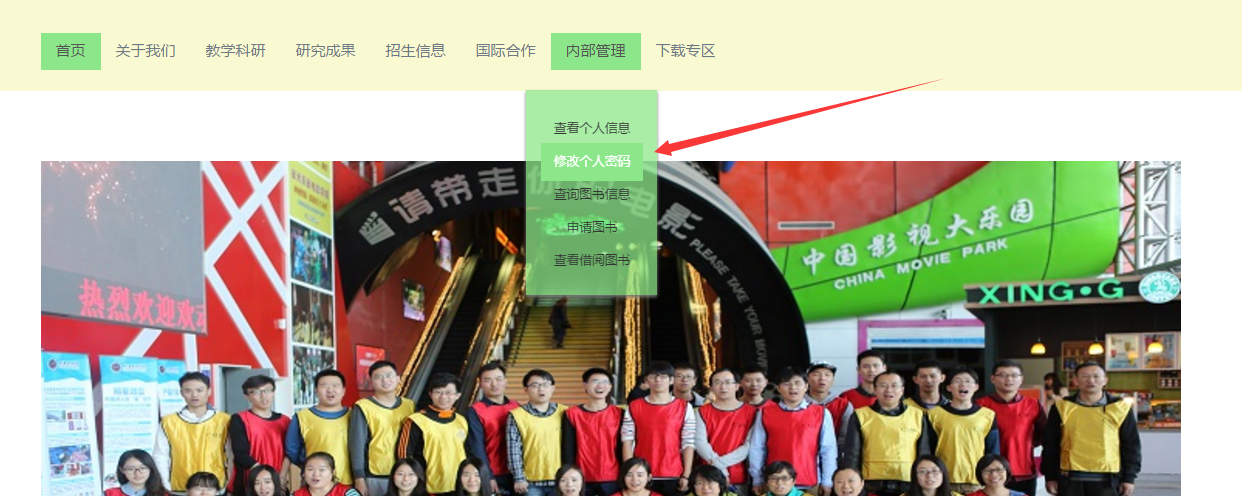 首页 关于我们 教学科研 研究成果 招生信息 国际合作 内部管理 下载专区
查看个人信息
修改个人密码
查询图书信息
申请图书
查看借阅图书
请带走 电影
PLEASE TAKE YOUR MOVIE
中国影视大乐园
CHINA MOVIE PARK
XING·G
热烈欢迎欢